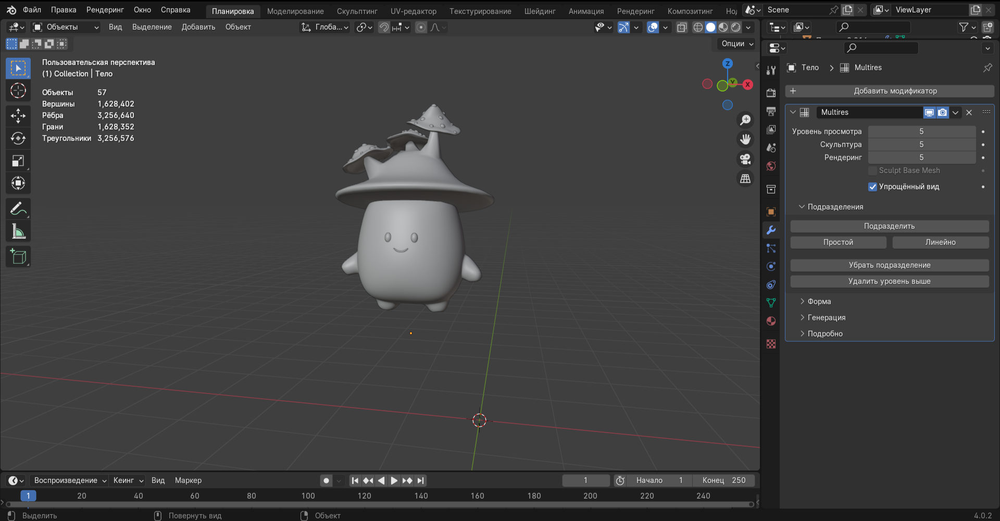 Файл Правка Рендеринг Окно Справка Планировка Моделирование Скульптинг UV-редактор Текстурирование Шейдинг Анимация Рендеринг Композитинг Scene ViewLayer
Объекты Вид Выделение Добавить Объект Глоба...
Опции
Пользовательская перспектива
(1) Collection | Тело
Объекты 57
Вершины 1,628,402
Рёбра 3,256,640
Грани 1,628,352
Треугольники 3,256,576
Z
Y
X
Тело Multires
Добавить модификатор
Multires
Уровень просмотра 5
Скульптура 5
Рендеринг 5
Sculpt Base Mesh
Упрощённый вид
Подразделения
Подразделить
Простой Линейно
Убрать подразделение
Удалить уровень выше
Форма
Генерация
Подробно
Воспроизведение Кеинг Вид Маркер 1 Начало 1 Конец 250
1 20 40 60 80 100 120 140 160 180 200 220 240
Выделить Повернуть вид Объект 4.0.2